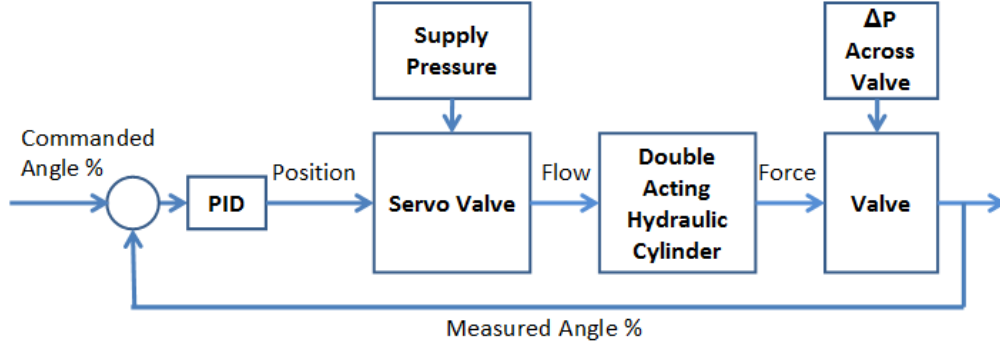 Supply
Pressure
ΔP
Across
Valve
Commanded
Angle %
PID
Position
Servo Valve
Flow
Double
Acting
Hydraulic
Cylinder
Force
Valve
Measured Angle %